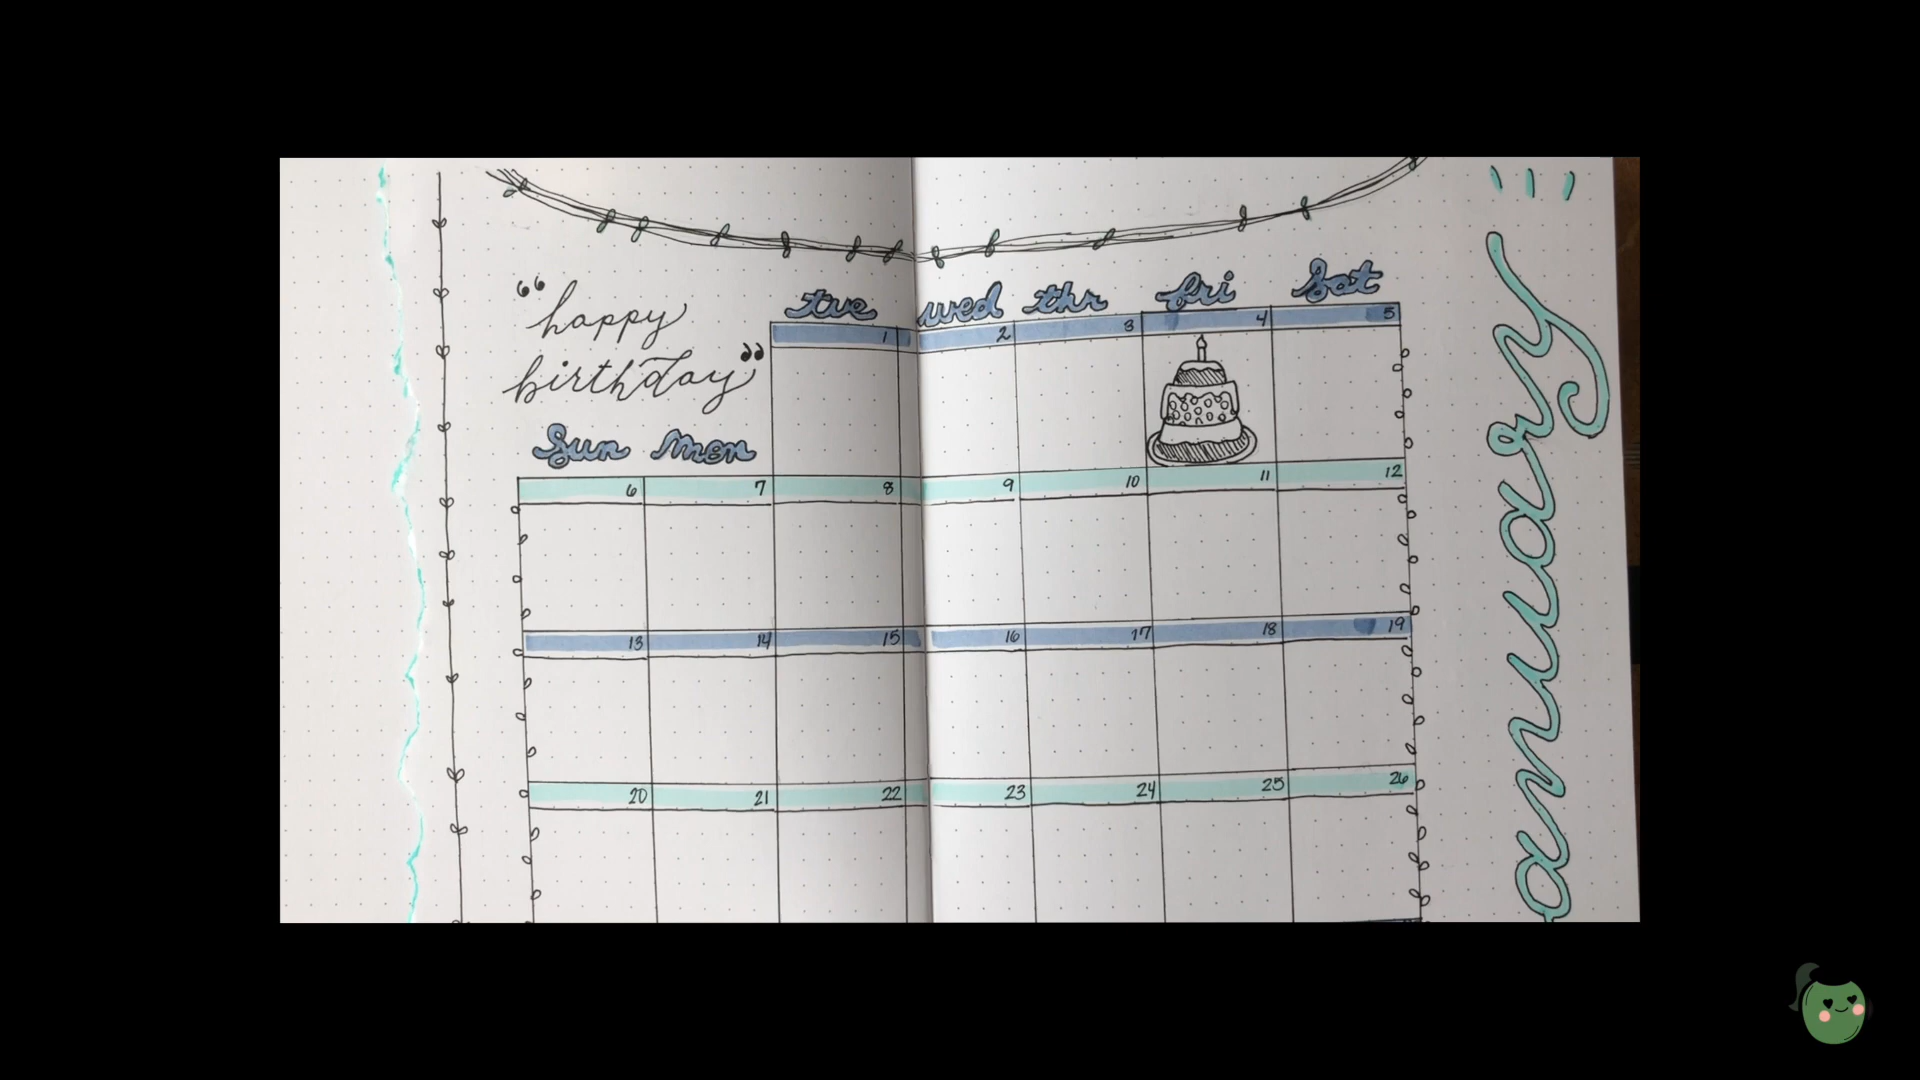 “happy
birthday”
tue wed thr fri sat
1 2 3 4 5
sun mon
6 7 8 9 10 11 12
13 14 15 16 17 18 19
20 21 22 23 24 25 26
anuary